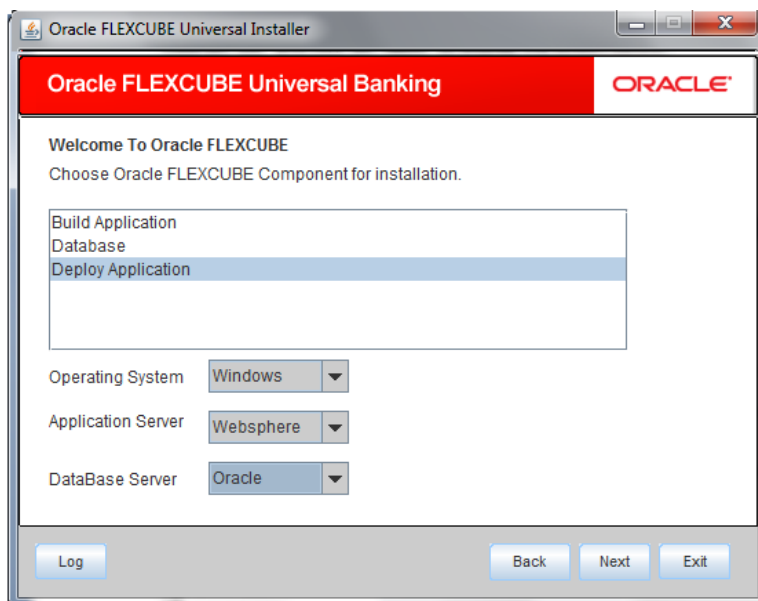 Oracle FLEXCUBE Universal Installer
Oracle FLEXCUBE Universal Banking
ORACLE
Welcome To Oracle FLEXCUBE
Choose Oracle FLEXCUBE Component for installation.
Build Application
Database
Deploy Application
Operating System Windows
Application Server Websphere
DataBase Server Oracle
Log Back Next Exit